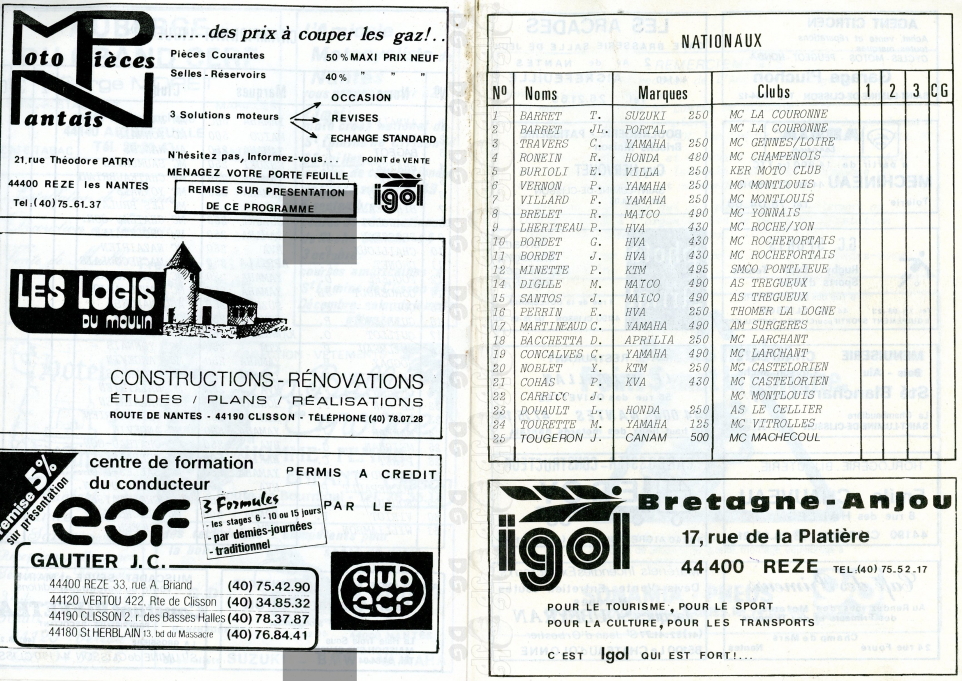 Moto Pièces Nantais
.....des prix à couper les gaz!..
Pièces Courantes 50 % MAXI PRIX NEUF
Selles - Réservoirs 40 % " " "
3 Solutions moteurs
OCCASION
REVISES
ECHANGE STANDARD
21, rue Théodore PATRY
44400 REZE les NANTES
Tel : (40) 75.61.37
N'hésitez pas, Informez-vous...
MENAGEZ VOTRE PORTE FEUILLE
REMISE SUR PRESENTATION
DE CE PROGRAMME
POINT de VENTE
igol
LES LOGIS
DU MOULIN
CONSTRUCTIONS - RÉNOVATIONS
ÉTUDES / PLANS / RÉALISATIONS
ROUTE DE NANTES - 44190 CLISSON - TÉLÉPHONE (40) 78.07.28
remise 5%
sur présentation
centre de formation
du conducteur
ecf
PERMIS A CREDIT
PAR LE
3 Formules
- les stages 6 - 10 ou 15 jours
- par demies-journées
- traditionnel
GAUTIER J. C.
44400 REZE 33, rue A. Briand (40) 75.42.90
44120 VERTOU 422, Rte de Clisson (40) 34.85.32
44190 CLISSON 2, r. des Basses Halles (40) 78.37.87
44180 St HERBLAIN 13, bd du Massacre (40) 76.84.41
club
ecf
NATIONAUX
N° Noms Marques Clubs 1 2 3 CG
1 BARRET T. SUZUKI 250 MC LA COURONNE
2 BARRET JL. PORTAL MC LA COURONNE
3 TRAVERS C. YAMAHA 250 MC GENNES/LOIRE
4 RONEIN R. HONDA 480 MC CHAMPENOIS
5 BURIOLI E. VILLA 250 KER MOTO CLUB
6 VERNON P. YAMAHA 250 MC MONTLOUIS
7 VILLARD F. YAMAHA 250 MC MONTLOUIS
8 BRELET R. MAICO 490 MC YONNAIS
9 LHERITEAU P. HVA 430 MC ROCHE/YON
10 BORDET G. HVA 430 MC ROCHEFORTAIS
11 BORDET J. HVA 430 MC ROCHEFORTAIS
12 MINETTE P. KTM 495 SMCO PONTLIEUE
14 DIGLLE M. MAICO 490 AS TREGUEUX
15 SANTOS J. MAICO 490 AS TREGUEUX
16 PERRIN E. HVA 250 THOMER LA LOGNE
17 MARTINEAUD C. YAMAHA 490 AM SURGERES
18 BACCHETTA D. APRILIA 250 MC LARCHANT
19 CONCALVES C. YAMAHA 490 MC LARCHANT
20 NOBLET Y. KTM 250 MC CASTELORIEN
21 COHAS P. KVA 430 MC CASTELORIEN
22 CARRICC J. MC MONTLOUIS
23 DOUAULT L. HONDA 250 AS LE CELLIER
24 TOURETTE M. YAMAHA 125 MC VITROLLES
25 TOUGERON J. CANAM 500 MC MACHECOUL
igol
Bretagne-Anjou
17, rue de la Platière
44 400 REZE TEL.(40) 75.52.17
POUR LE TOURISME, POUR LE SPORT
POUR LA CULTURE, POUR LES TRANSPORTS
C'EST Igol QUI EST FORT!...